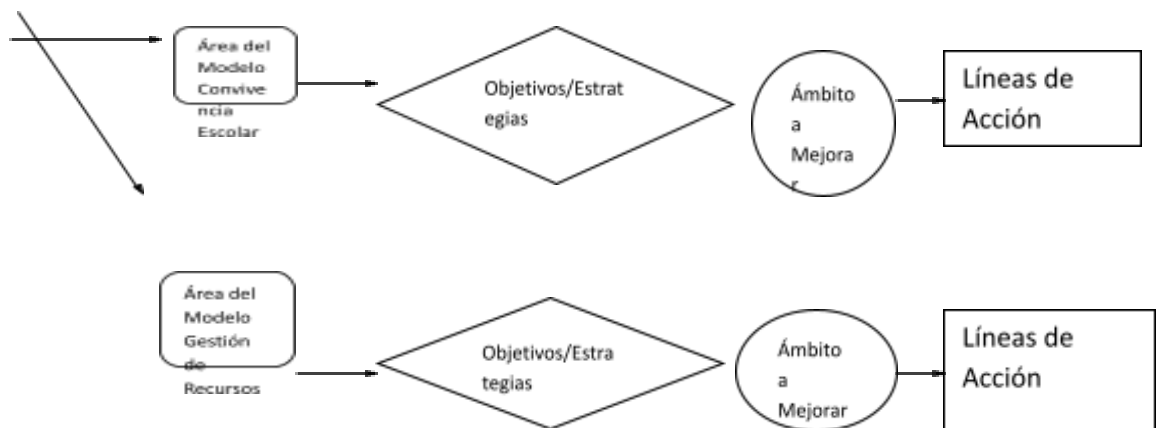 Área del
Modelo
Convive
ncia
Escolar
Objetivos/Estrat
egias
Ámbito
a
Mejora
r
Líneas de
Acción
Área del
Modelo
Gestión
de
Recursos
Objetivos/Estra
tegias
Ámbito
a
Mejorar
Líneas de
Acción